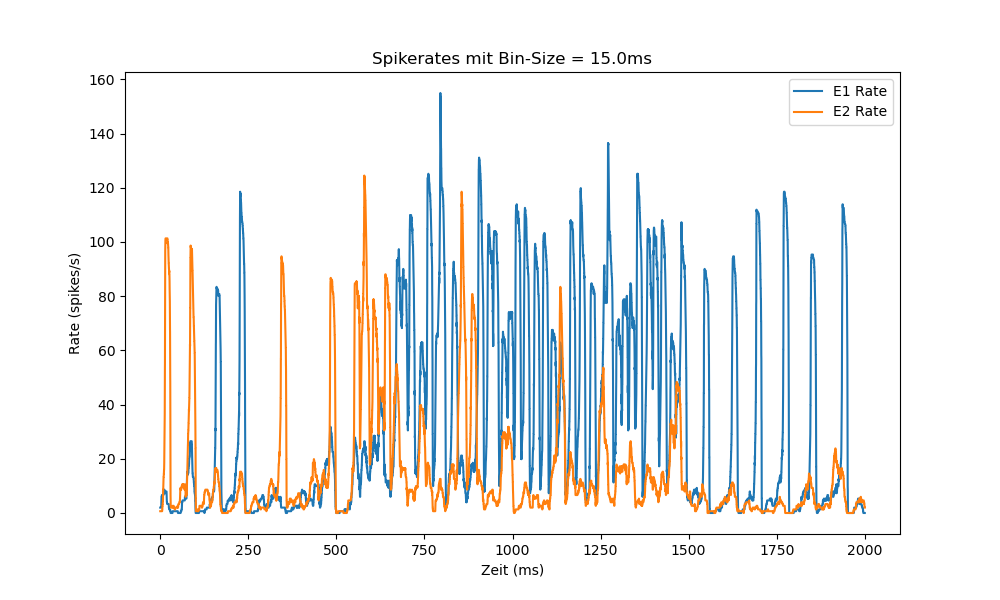 Spikerates mit Bin-Size = 15.0ms
160
140
120
100
80
60
40
20
0
Rate (spikes/s)
E1 Rate
E2 Rate
0 250 500 750 1000 1250 1500 1750 2000
Zeit (ms)